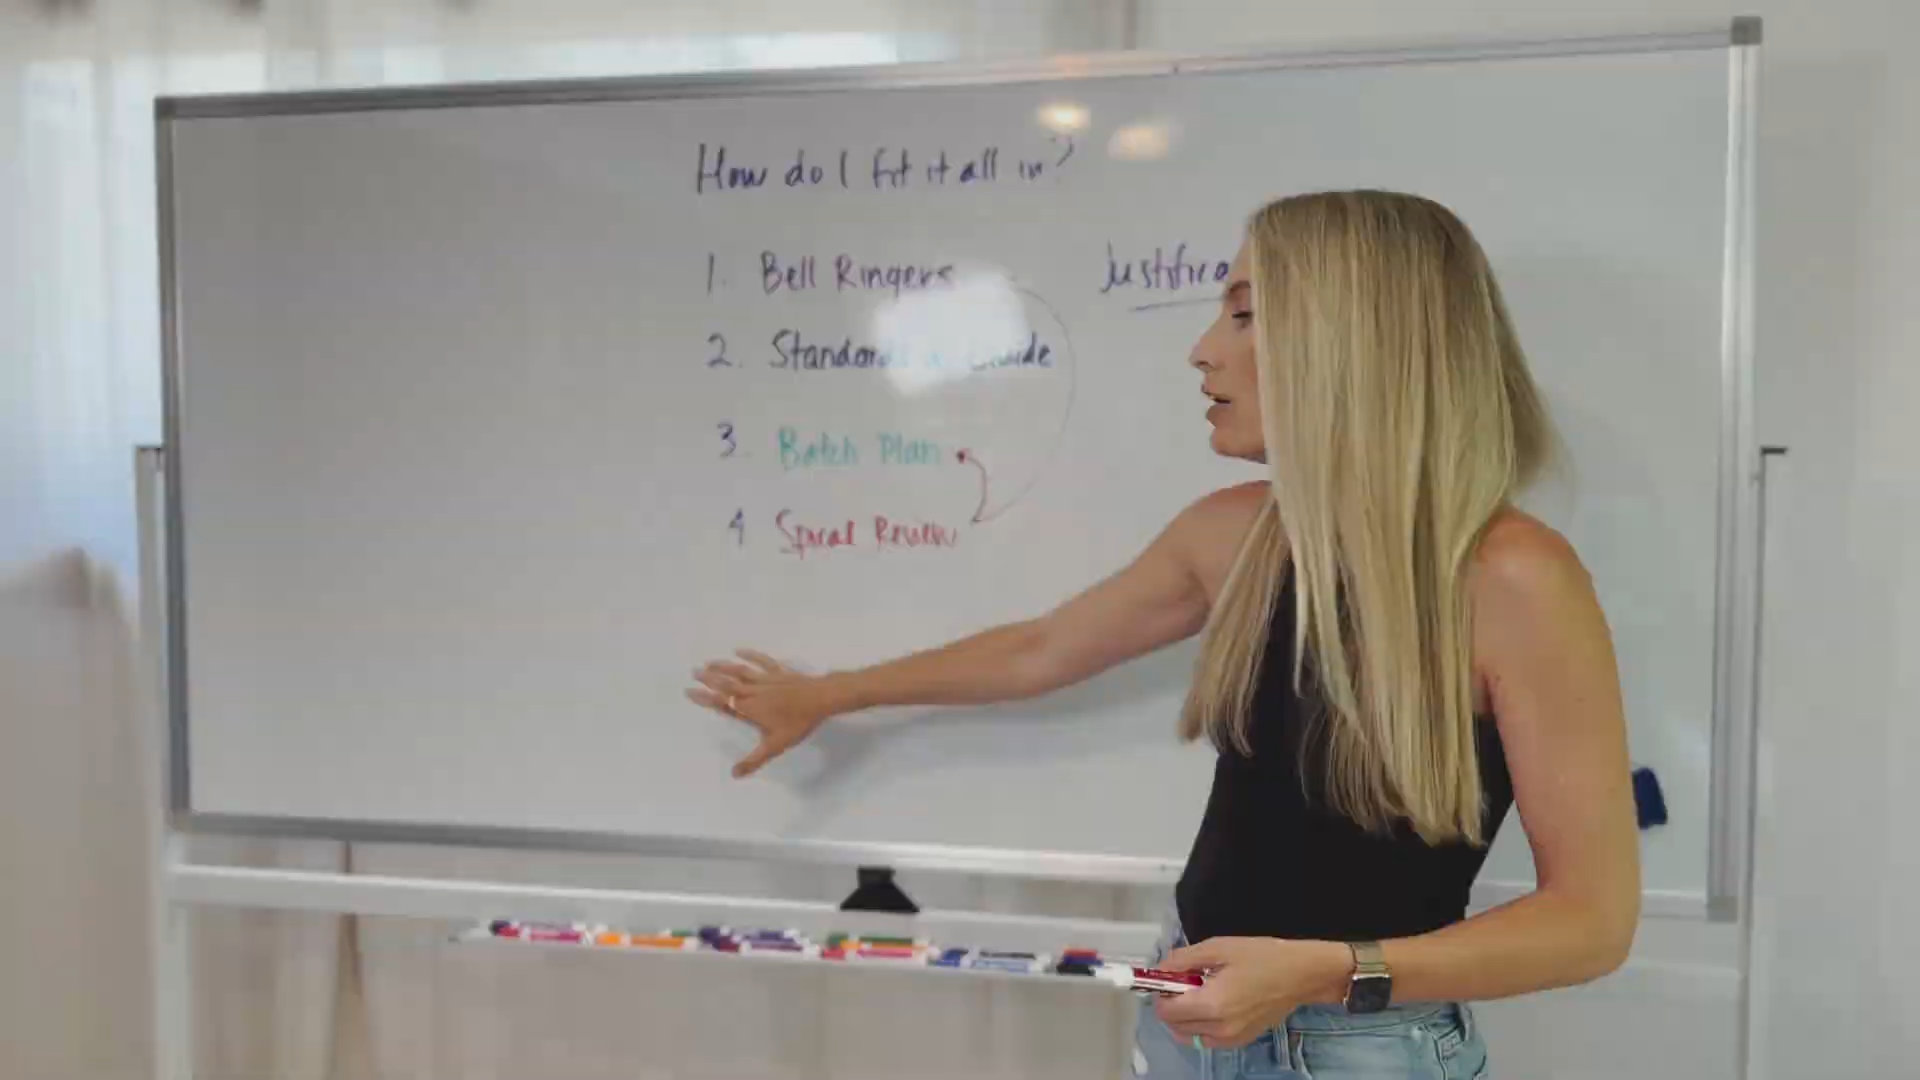 How do I fit it all in?
1. Bell Ringers
Justifica
2. Standards Guide
3. Batch Plan
4 Spiral Review